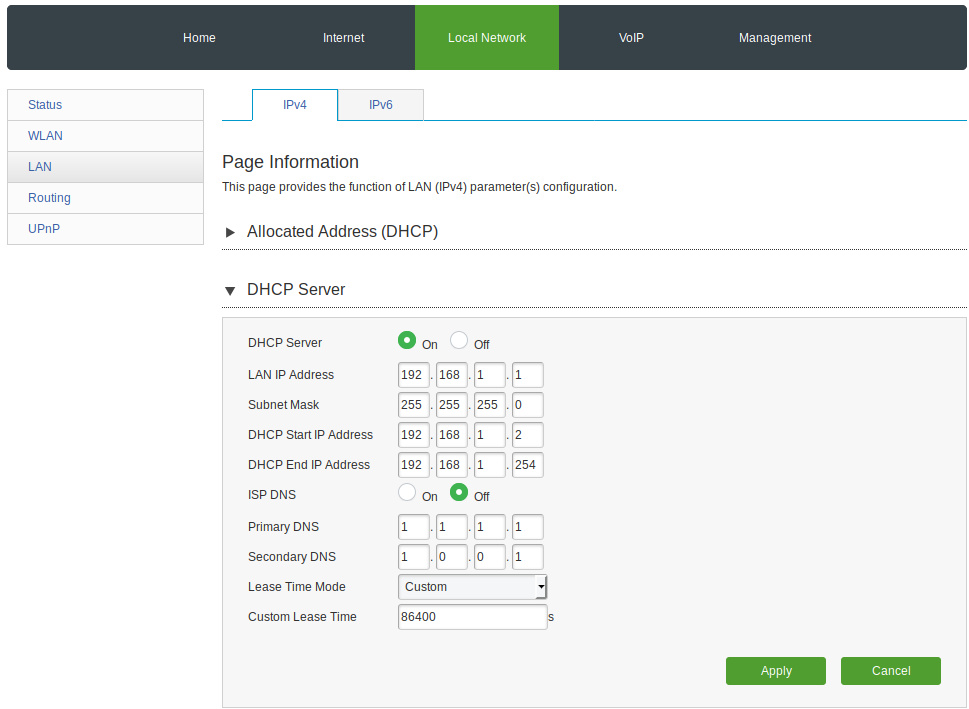 Home Internet Local Network VoIP Management
Status
WLAN
LAN
Routing
UPnP
IPv4 IPv6
Page Information
This page provides the function of LAN (IPv4) parameter(s) configuration.
Allocated Address (DHCP)
DHCP Server
DHCP Server On Off
LAN IP Address 192 . 168 . 1 . 1
Subnet Mask 255 . 255 . 255 . 0
DHCP Start IP Address 192 . 168 . 1 . 2
DHCP End IP Address 192 . 168 . 1 . 254
ISP DNS On Off
Primary DNS 1 . 1 . 1 . 1
Secondary DNS 1 . 0 . 0 . 1
Lease Time Mode Custom
Custom Lease Time 86400 s
Apply Cancel